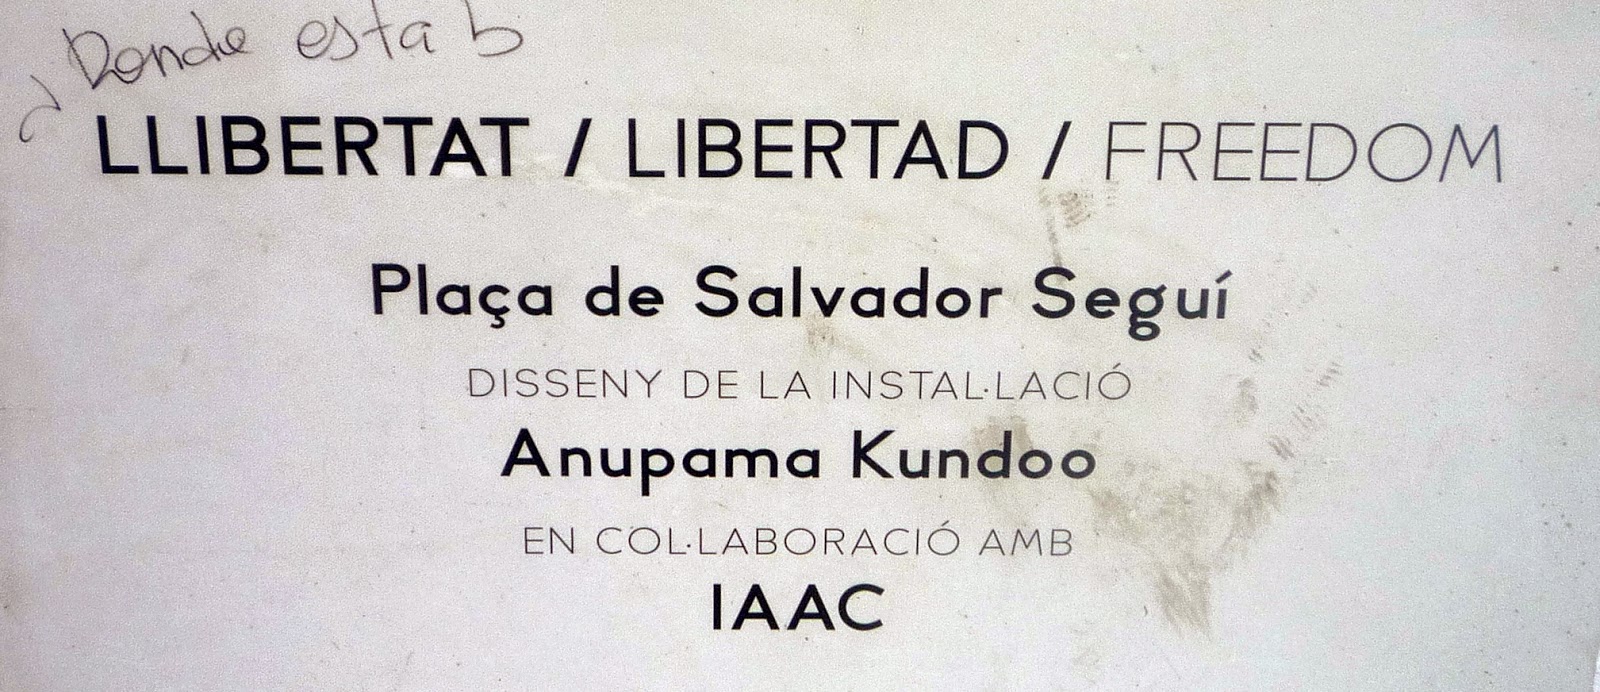 ¿Donde esta b
LLIBERTAT / LIBERTAD / FREEDOM
Plaça de Salvador Seguí
DISSENY DE LA INSTAL·LACIÓ
Anupama Kundoo
EN COL·LABORACIÓ AMB
IAAC